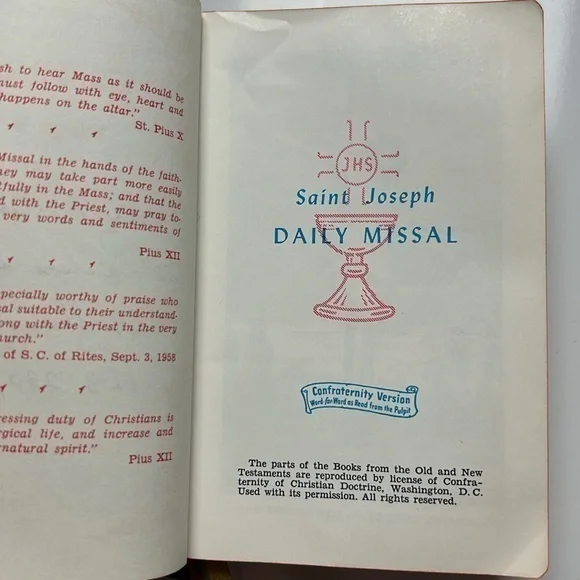 sh to hear Mass as it should be
must follow with eye, heart and
happens on the altar."
St. Pius X
Missal in the hands of the faith-
hey may take part more easily
fully in the Mass; and that the
d with the Priest, may pray to-
very words and sentiments of
Pius XII
pecially worthy of praise who
al suitable to their understand-
ong with the Priest in the very
hurch."
of S. C. of Rites, Sept. 3, 1958
ressing duty of Christians is
rgical life, and increase and
rnatural spirit."
Pius XII
JHS
Saint Joseph
DAILY MISSAL
Confraternity Version
Word-for-Word as Read from the Pulpit
The parts of the Books from the Old and New
Testaments are reproduced by license of Confra-
ternity of Christian Doctrine, Washington, D. C.
Used with its permission. All rights reserved.